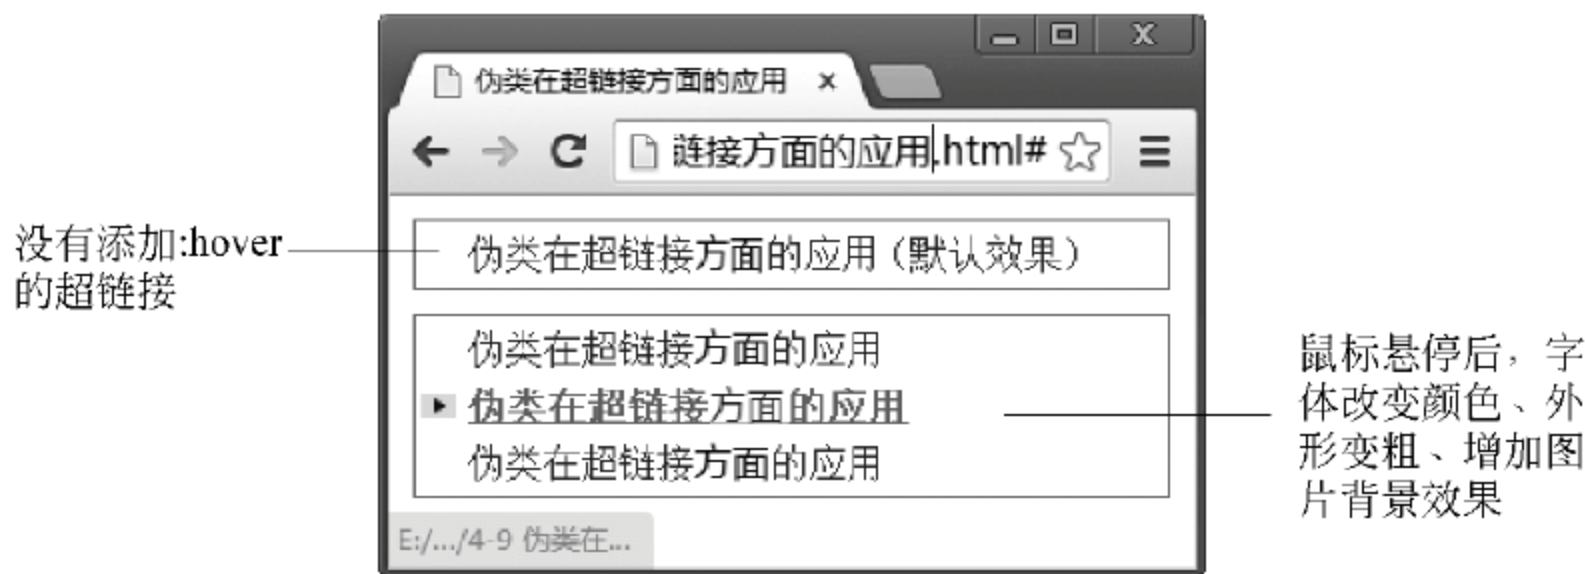 伪类在超链接方面的应用
链接方面的应用.html#
没有添加:hover
的超链接
伪类在超链接方面的应用（默认效果）
伪类在超链接方面的应用
伪类在超链接方面的应用
伪类在超链接方面的应用
鼠标悬停后，字
体改变颜色、外
形变粗、增加图
片背景效果
E:/.../4-9 伪类在...